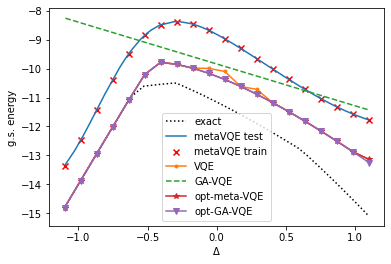 −8
−9
−10
−11
−12
−13
−14
−15
g.s. energy
exact
metaVQE test
metaVQE train
VQE
GA-VQE
opt-meta-VQE
opt-GA-VQE
−1.0
−0.5
0.0
0.5
1.0
Δ